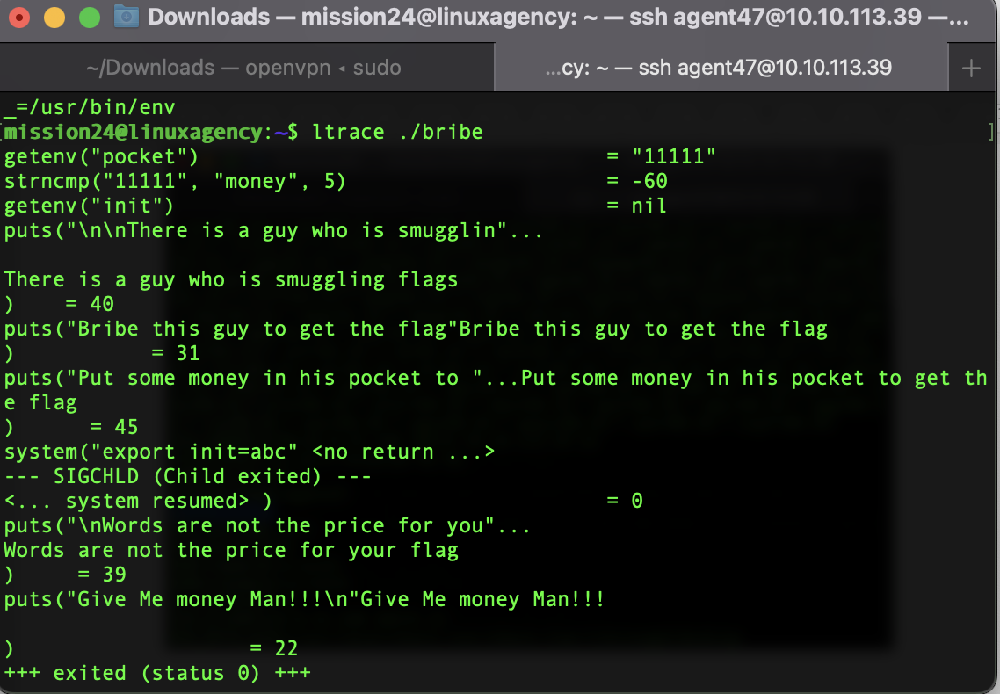 Downloads — mission24@linuxagency: ~ — ssh agent47@10.10.113.39 —...
~/Downloads — openvpn ◂ sudo
...cy: ~ — ssh agent47@10.10.113.39
+
_=/usr/bin/env
[mission24@linuxagency:~$ ltrace ./bribe ]
getenv("pocket") = "11111"
strncmp("11111", "money", 5) = -60
getenv("init") = nil
puts("\n\nThere is a guy who is smugglin"...

There is a guy who is smuggling flags
) = 40
puts("Bribe this guy to get the flag"Bribe this guy to get the flag
) = 31
puts("Put some money in his pocket to "...Put some money in his pocket to get th
e flag
) = 45
system("export init=abc" <no return ...>
--- SIGCHLD (Child exited) ---
<... system resumed> ) = 0
puts("\nWords are not the price for you"...
Words are not the price for your flag
) = 39
puts("Give Me money Man!!!\n"Give Me money Man!!!

) = 22
+++ exited (status 0) +++